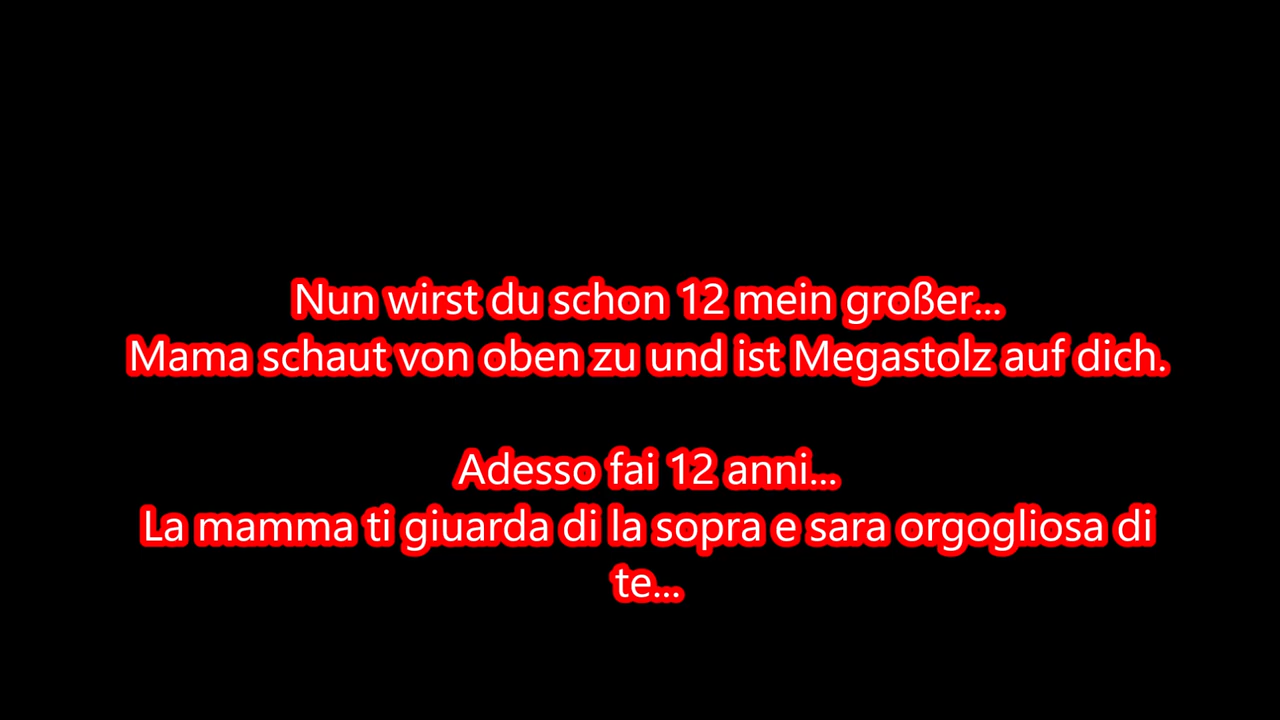 Nun wirst du schon 12 mein großer...
Mama schaut von oben zu und ist Megastolz auf dich.
Adesso fai 12 anni...
La mamma ti giuarda di la sopra e sara orgogliosa di
te...